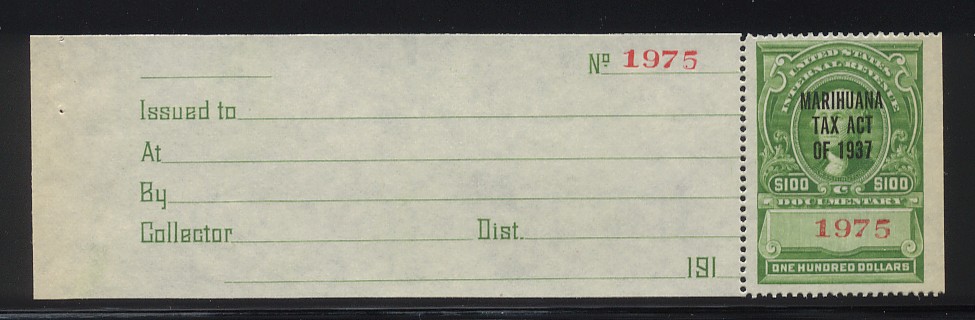 Nº 1975
Issued to
At
By
Collector Dist.
191
UNITED STATES
INTERNAL REVENUE
MARIHUANA
TAX ACT
OF 1937
$100 C $100
DOCUMENTARY
1975
ONE HUNDRED DOLLARS